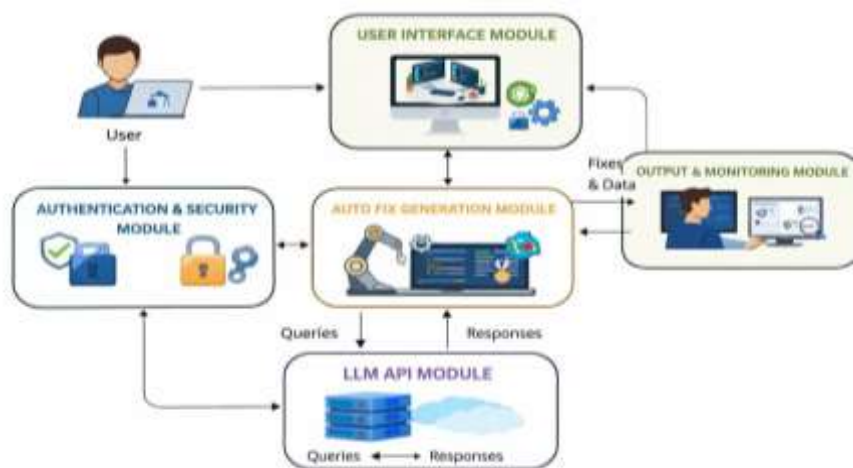 USER INTERFACE MODULE
User
Fixes
& Data
OUTPUT & MONITORING MODULE
AUTHENTICATION & SECURITY
MODULE
AUTO FIX GENERATION MODULE
Queries
Responses
LLM API MODULE
Queries
Responses